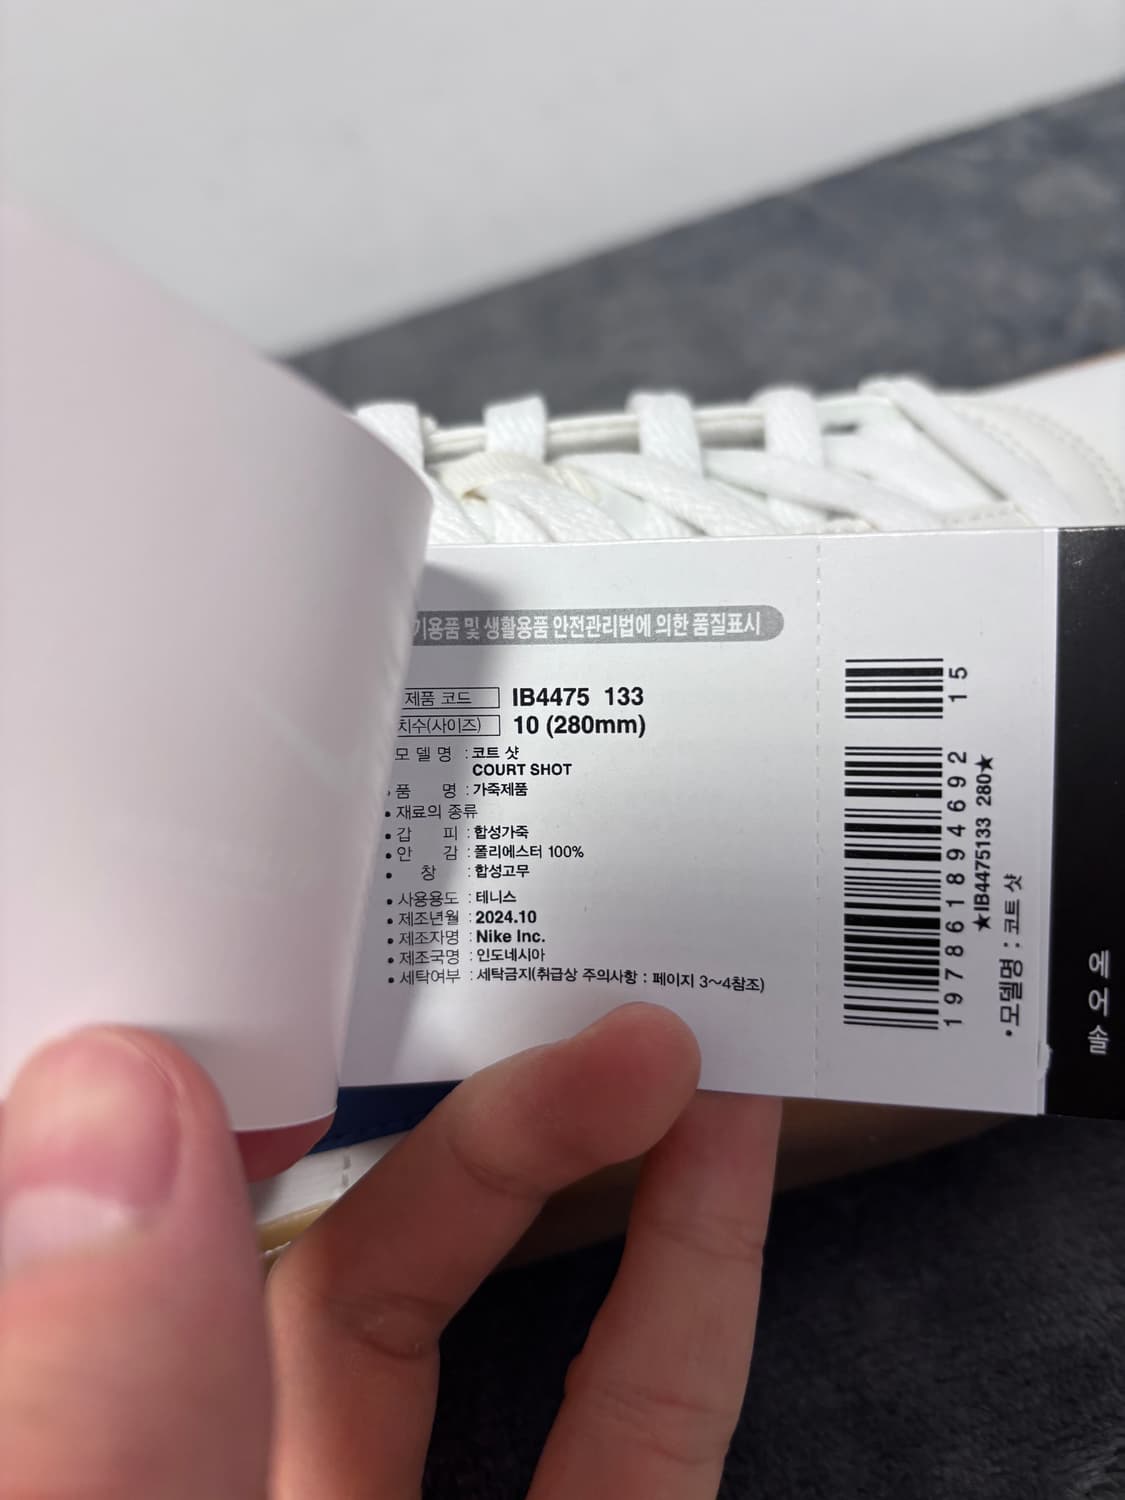 기용품 및 생활용품 안전관리법에 의한 품질표시
제품 코드 IB4475 133
치수(사이즈) 10 (280mm)
모 델 명 : 코트 샷
COURT SHOT
품 명 : 가죽제품
• 재료의 종류
• 갑 피 : 합성가죽
• 안 감 : 폴리에스터 100%
• 창 : 합성고무
• 사용용도 : 테니스
• 제조년월 : 2024.10
• 제조자명 : Nike Inc.
• 제조국명 : 인도네시아
• 세탁여부 : 세탁금지(취급상 주의사항 : 페이지 3~4참조)
197861894692 15
★IB4475133 280★
•모델명 : 코트 샷
에어솔